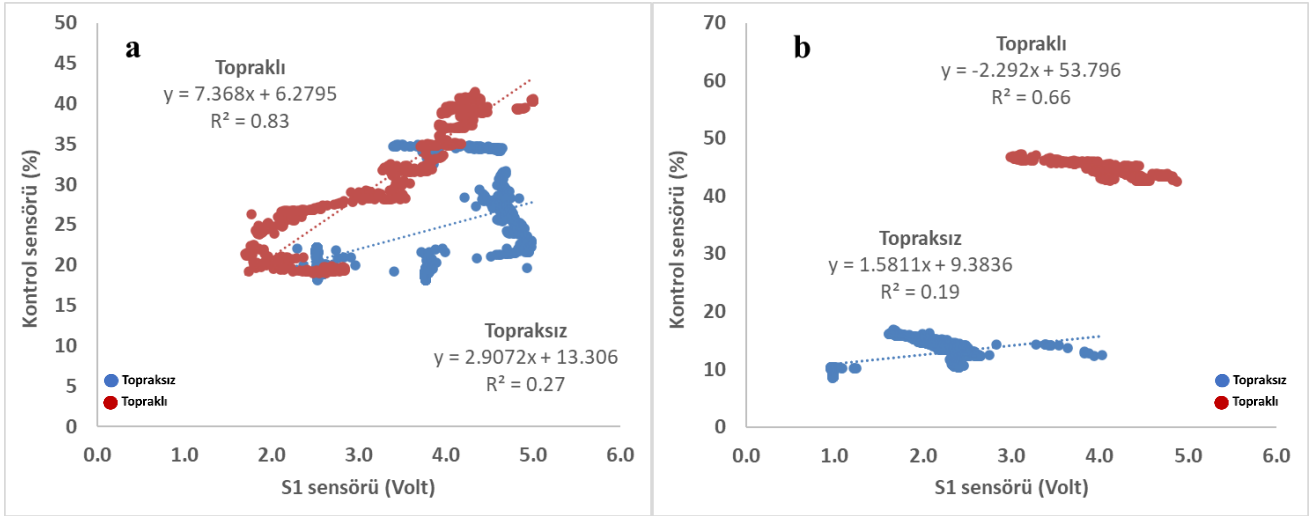 a
Topraklı
y = 7.368x + 6.2795
R² = 0.83
Topraksız
y = 2.9072x + 13.306
R² = 0.27
Topraksız
Topraklı
Kontrol sensörü (%)
50
45
40
35
30
25
20
15
10
5
0
0.0 1.0 2.0 3.0 4.0 5.0 6.0
S1 sensörü (Volt)
b
Topraklı
y = -2.292x + 53.796
R² = 0.66
Topraksız
y = 1.5811x + 9.3836
R² = 0.19
Topraksız
Topraklı
Kontrol sensörü (%)
70
60
50
40
30
20
10
0
0.0 1.0 2.0 3.0 4.0 5.0 6.0
S1 sensörü (Volt)